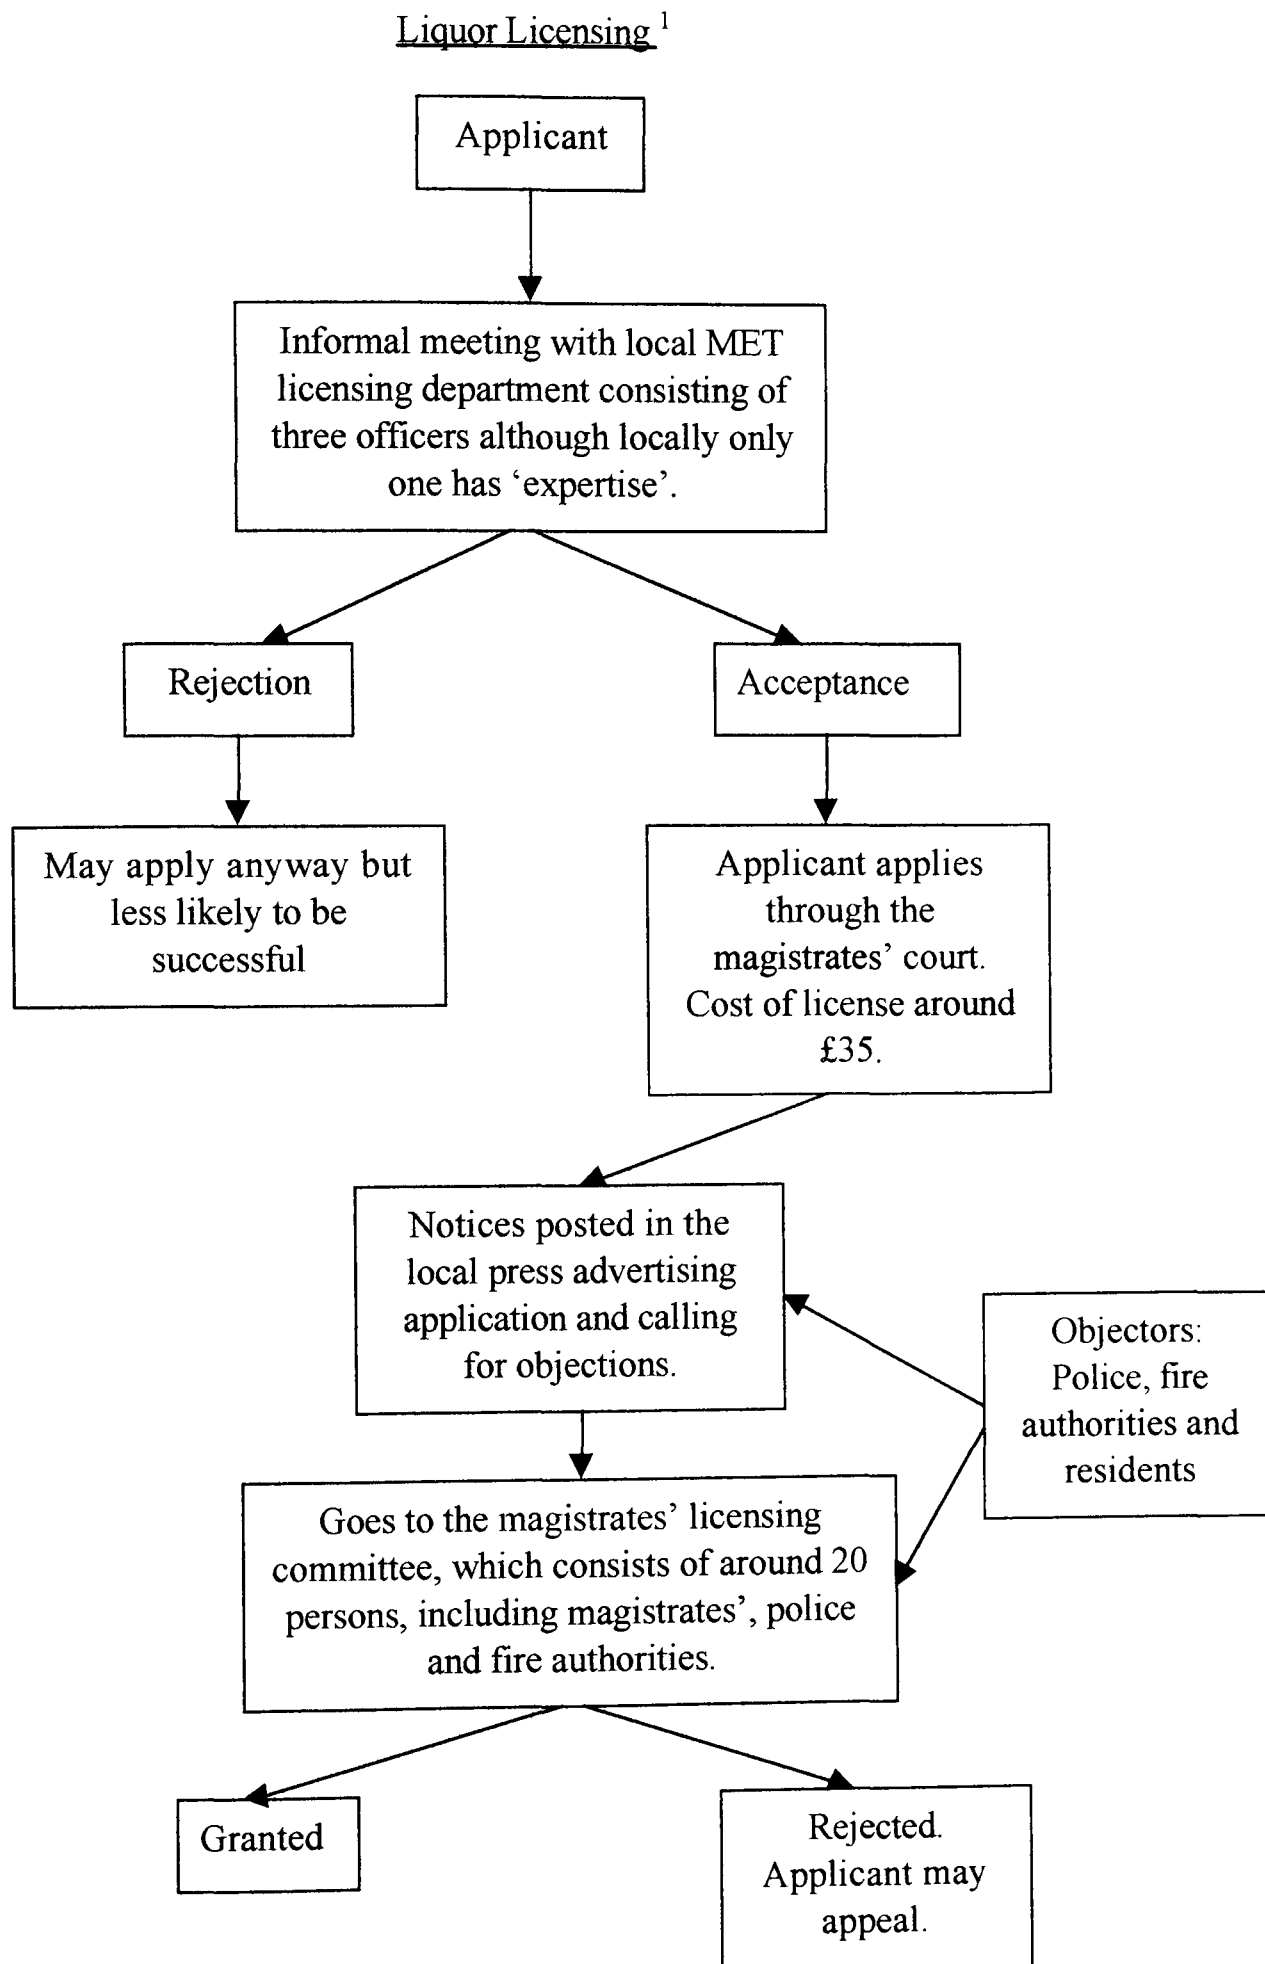 Liquor Licensing 1
Applicant
Informal meeting with local MET
licensing department consisting of
three officers although locally only
one has ‘expertise’.
Rejection
Acceptance
May apply anyway but
less likely to be
successful
Applicant applies
through the
magistrates’ court.
Cost of license around
£35.
Notices posted in the
local press advertising
application and calling
for objections.
Objectors:
Police, fire
authorities and
residents
Goes to the magistrates’ licensing
committee, which consists of around 20
persons, including magistrates’, police
and fire authorities.
Granted
Rejected.
Applicant may
appeal.